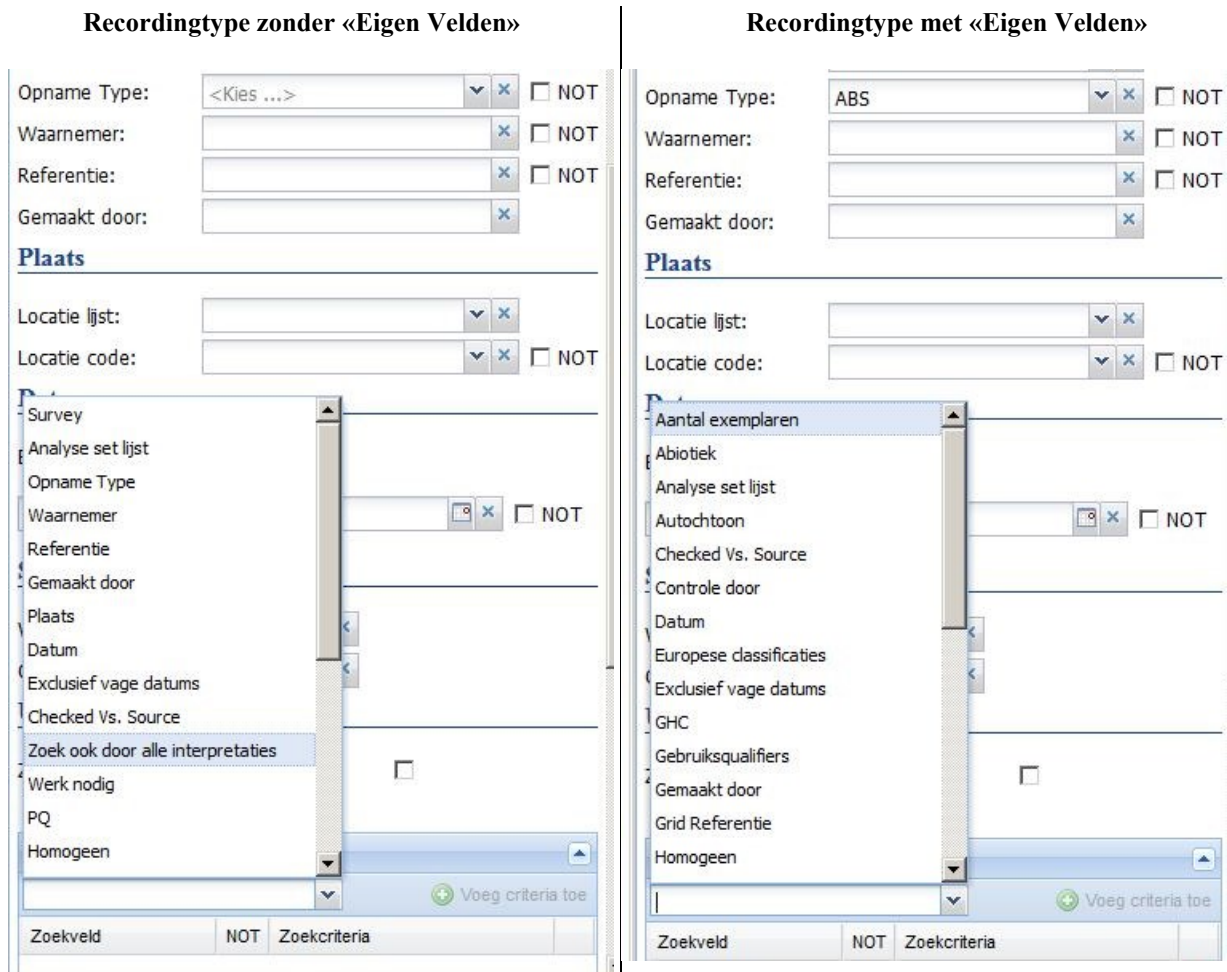 Recordingtype zonder «Eigen Velden»
Opname Type: <Kies ...> NOT
Waarnemer: NOT
Referentie: NOT
Gemaakt door:
Plaats
Locatie lijst:
Locatie code: NOT
Survey
Analyse set lijst
Opname Type
Waarnemer
Referentie
NOT
Gemaakt door
Plaats
Datum
Exclusief vage datums
Checked Vs. Source
Zoek ook door alle interpretaties
Werk nodig
PQ
Homogeen
Voeg criteria toe
Zoekveld NOT Zoekcriteria
Recordingtype met «Eigen Velden»
Opname Type: ABS NOT
Waarnemer: NOT
Referentie: NOT
Gemaakt door:
Plaats
Locatie lijst:
Locatie code: NOT
Aantal exemplaren
Abiotiek
Analyse set lijst
Autochtoon
NOT
Checked Vs. Source
Controle door
Datum
Europese classificaties
Exclusief vage datums
GHC
Gebruiksqualifiers
Gemaakt door
Grid Referentie
Homogeen
Voeg criteria toe
Zoekveld NOT Zoekcriteria